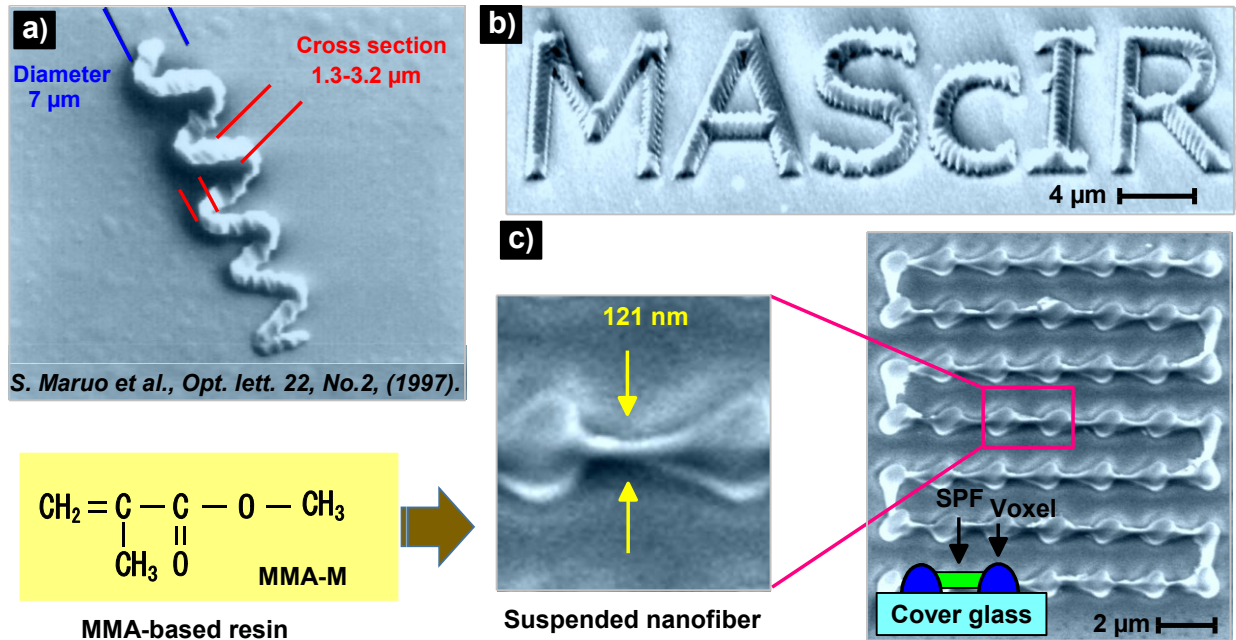 a)
Diameter
7 µm
Cross section
1.3-3.2 µm
S. Maruo et al., Opt. lett. 22, No.2, (1997).
b)
MAScIR
4 µm
c)
121 nm
Suspended nanofiber
SPF
Voxel
Cover glass
2 µm
CH2=C—C—O—CH3
CH3 O
MMA-M
MMA-based resin